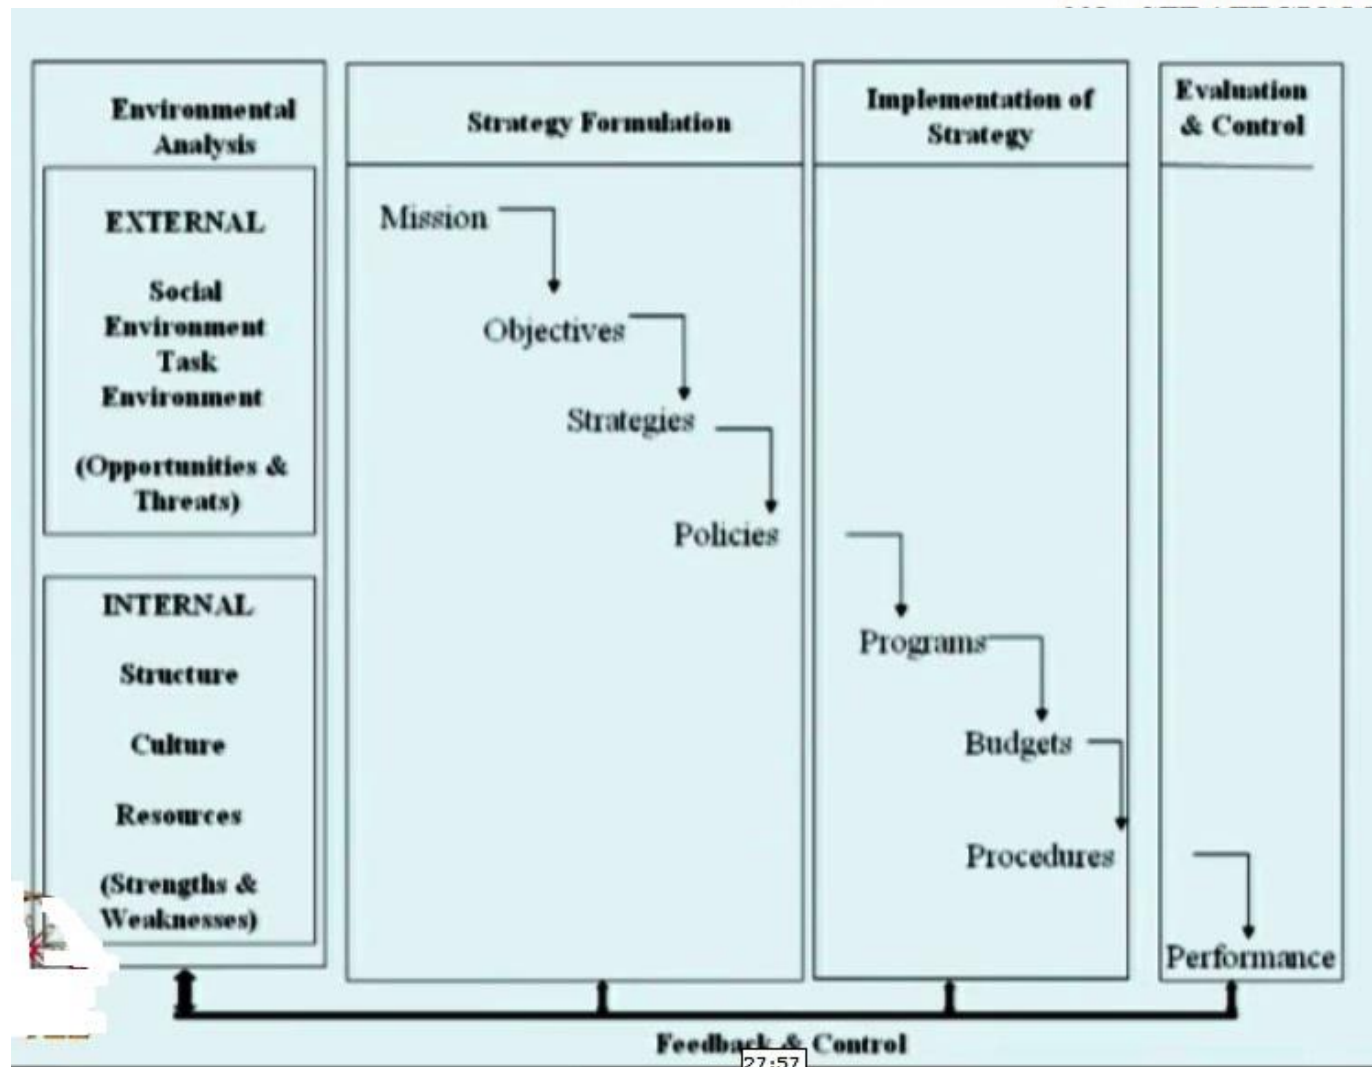 Environmental
Analysis
EXTERNAL
Social
Environment
Task
Environment
(Opportunities &
Threats)
INTERNAL
Structure
Culture
Resources
(Strengths &
Weaknesses)
Strategy Formulation
Mission
Objectives
Strategies
Policies
Implementation of
Strategy
Programs
Budgets
Procedures
Evaluation
& Control
Performance
Feedback & Control
27:57